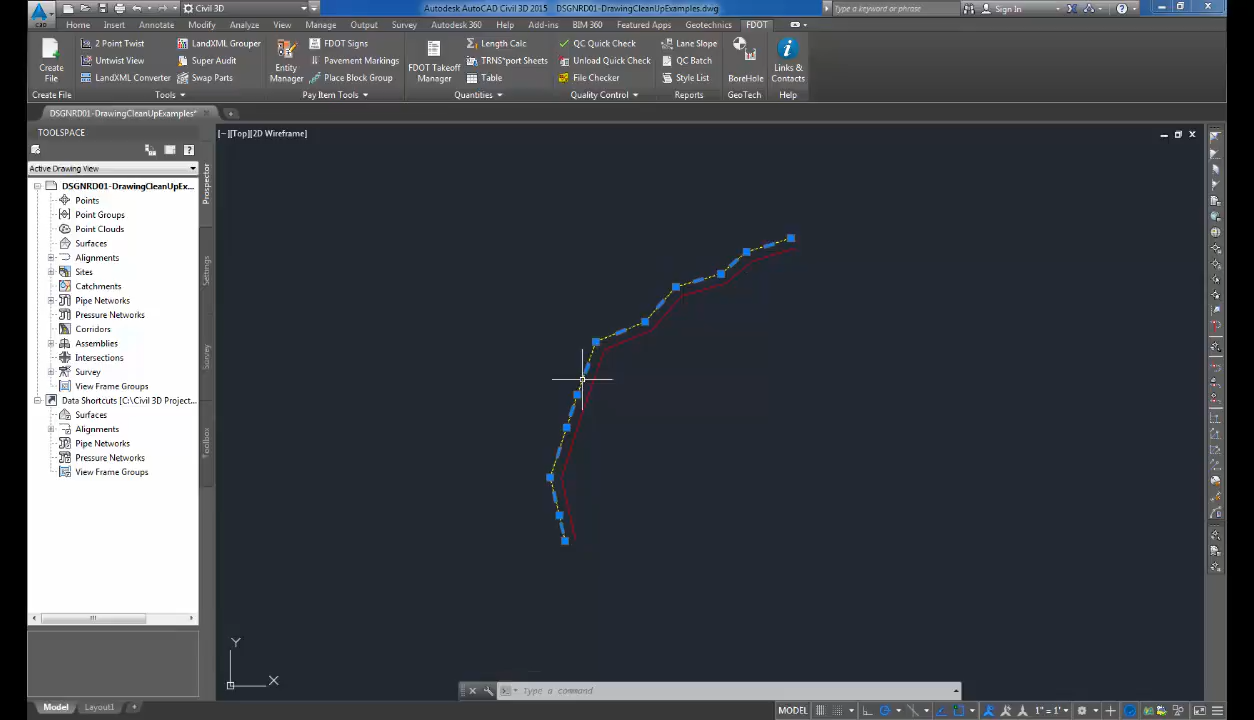 Civil 3D
Autodesk AutoCAD Civil 3D 2015 DSGNRD01-DrawingCleanUpExamples.dwg
Type a keyword or phrase
Sign In
Home Insert Annotate Modify Analyze View Manage Output Survey Autodesk 360 Help Add-ins BIM 360 Featured Apps Geotechnics FDOT
2 Point Twist LandXML Grouper FDOT Signs Length Calc QC Quick Check Lane Slope
Untwist View Super Audit Pavement Markings TRNS*port Sheets Unload Quick Check QC Batch
LandXML Converter Swap Parts Place Block Group Table File Checker Style List
Create File
Entity Manager
FDOT Takeoff Manager
BoreHole
Links & Contacts
Create File Tools Pay Item Tools Quantities Quality Control Reports GeoTech Help
DSGNRD01-DrawingCleanUpExamples*
TOOLSPACE
[−][Top][2D Wireframe]
Active Drawing View
Prospector
Settings
Survey
Toolbox
DSGNRD01-DrawingCleanUpEx...
Points
Point Groups
Point Clouds
Surfaces
Alignments
Sites
Catchments
Pipe Networks
Pressure Networks
Corridors
Assemblies
Intersections
Survey
View Frame Groups
Data Shortcuts [C:\Civil 3D Project...
Surfaces
Alignments
Pipe Networks
Pressure Networks
View Frame Groups
Y
X
Type a command
Model Layout1
MODEL
1" = 1'